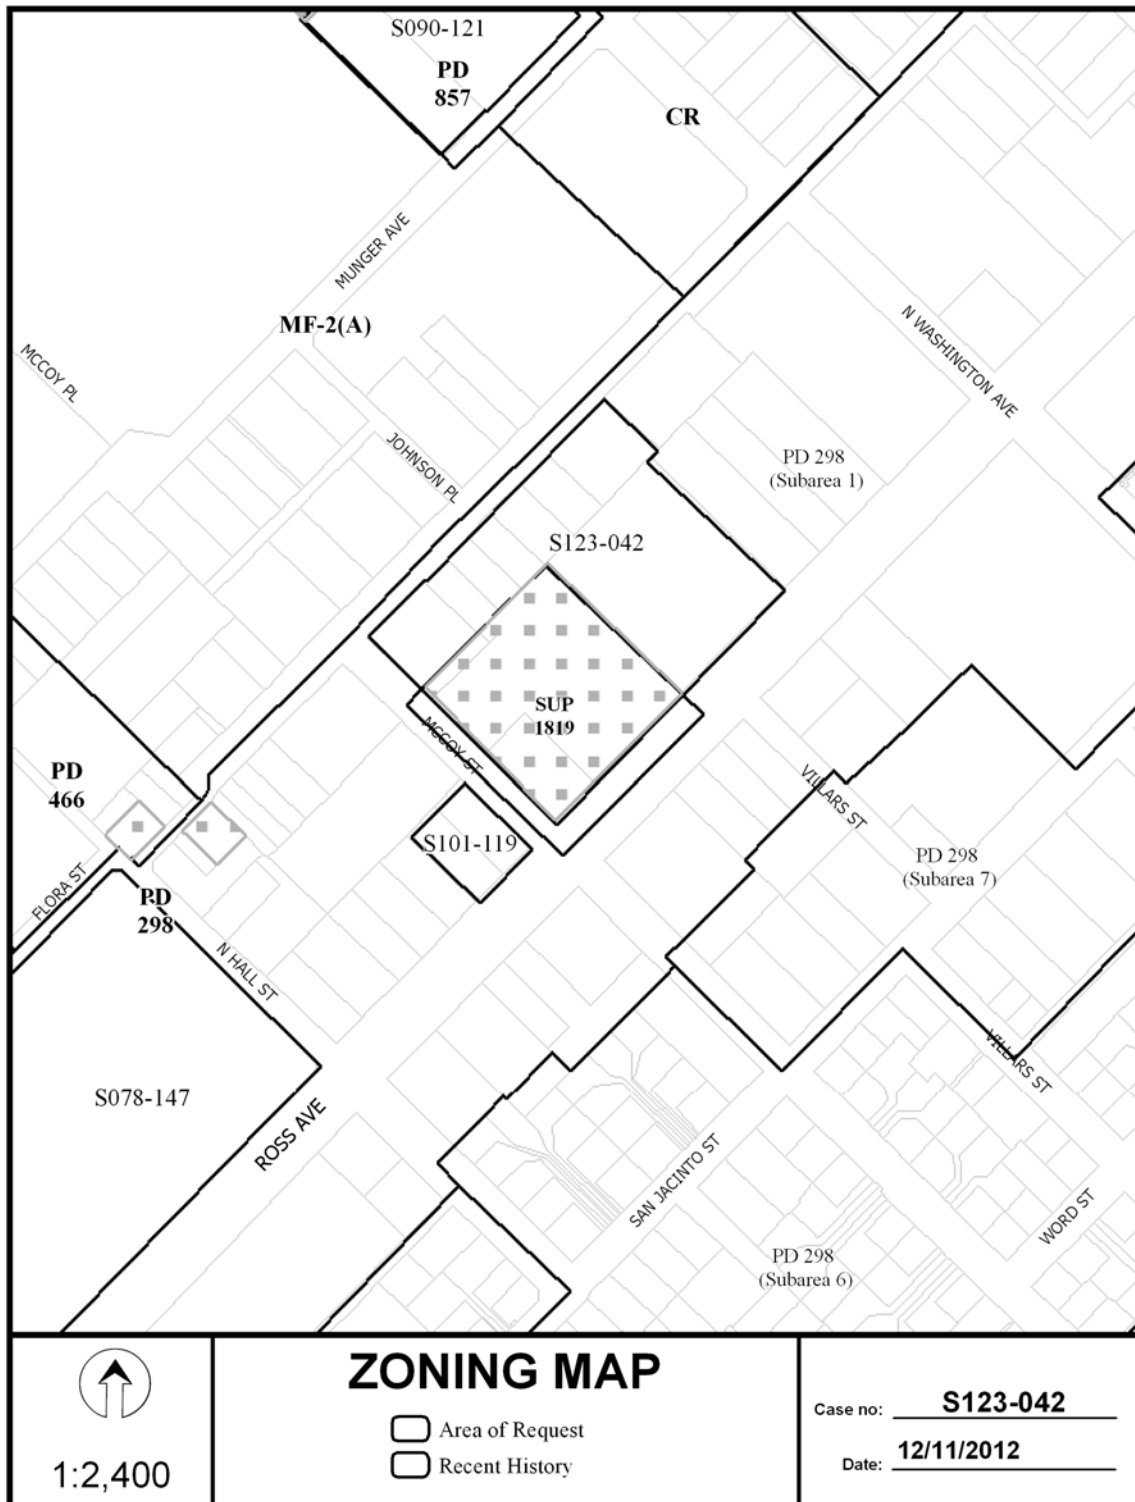 S090-121
PD
857
CR
MUNGER AVE
MF-2(A)
MCCOY PL
N WASHINGTON AVE
JOHNSON PL
PD 298
(Subarea 1)
S123-042
SUP
1819
MCCOY ST
PD
466
VILLARS ST
S101-119
PD 298
(Subarea 7)
FLORA ST
PD
298
N HALL ST
VILLARS ST
S078-147
ROSS AVE
SAN JACINTO ST
WORD ST
PD 298
(Subarea 6)
1:2,400
ZONING MAP
Area of Request
Recent History
Case no: S123-042
Date: 12/11/2012